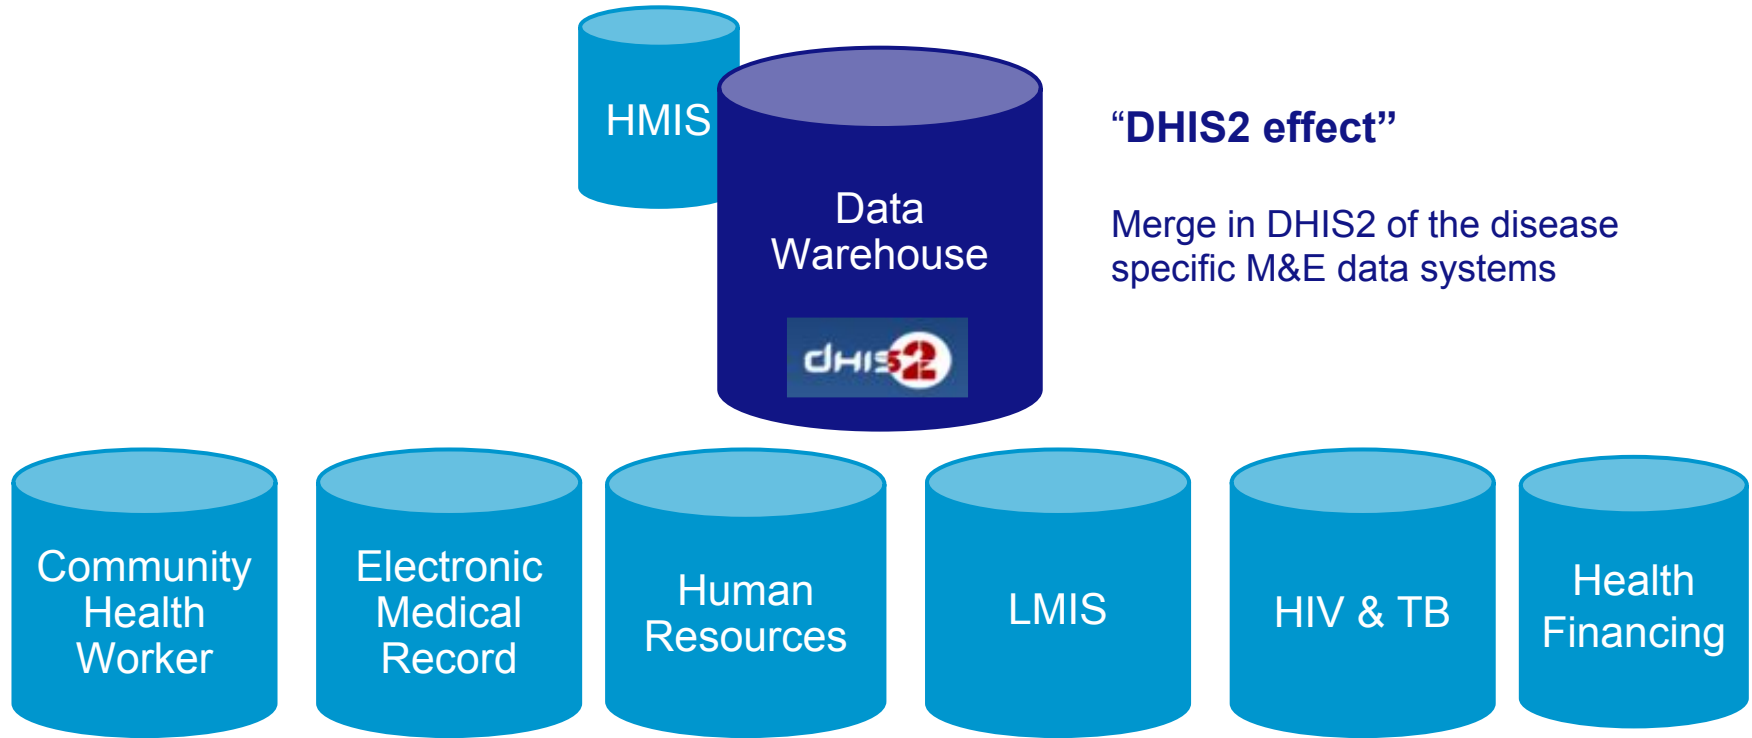 HMIS
Data
Warehouse
dHIS2
“DHIS2 effect”
Merge in DHIS2 of the disease
specific M&E data systems
Community
Health
Worker
Electronic
Medical
Record
Human
Resources
LMIS
HIV & TB
Health
Financing